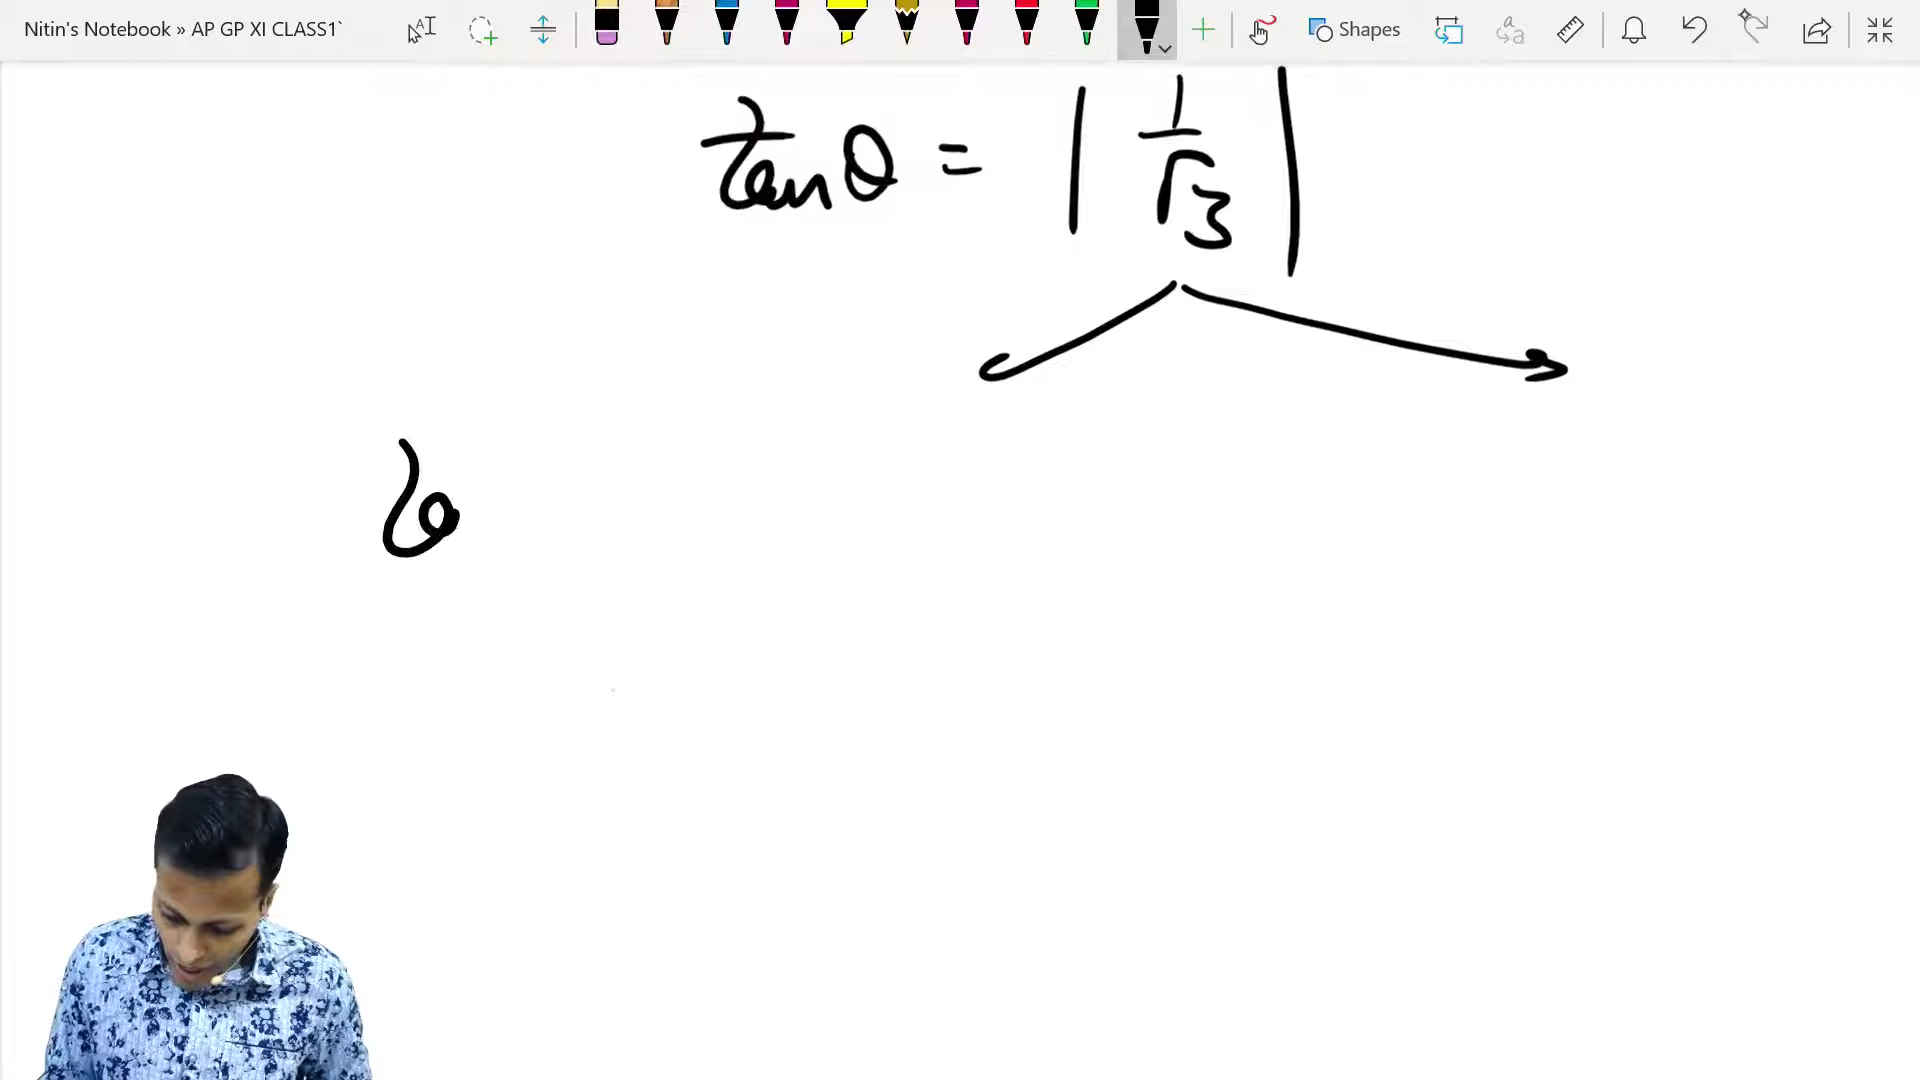 Nitin's Notebook » AP GP XI CLASS1`
Shapes
tanθ = | 1/√3 |